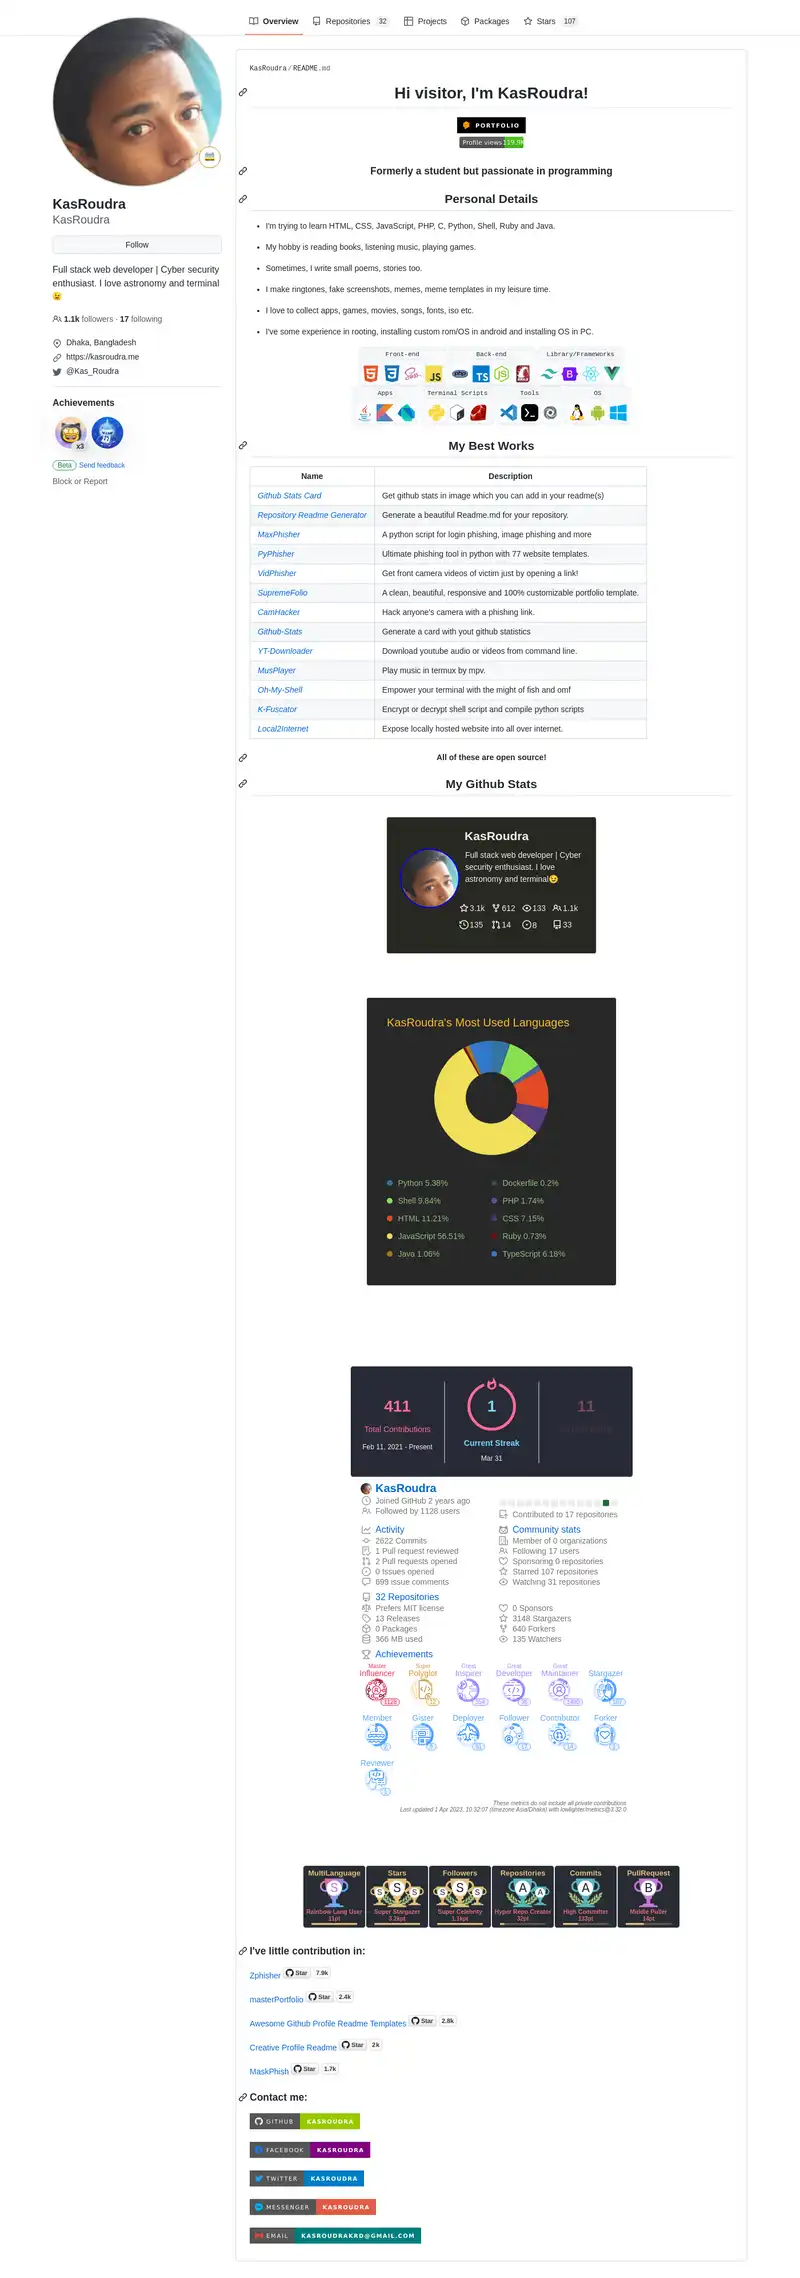 Overview
Repositories 32
Projects
Packages
Stars 107
KasRoudra
KasRoudra
Follow
Full stack web developer | Cyber security
enthusiast. I love astronomy and terminal
😉
1.1k followers · 17 following
Dhaka, Bangladesh
https://kasroudra.me
@Kas_Roudra
Achievements
x3
Beta Send feedback
Block or Report
KasRoudra / README.md
Hi visitor, I'm KasRoudra!
PORTFOLIO
Profile views 119.9K
Formerly a student but passionate in programming
Personal Details
• I'm trying to learn HTML, CSS, JavaScript, PHP, C, Python, Shell, Ruby and Java.
• My hobby is reading books, listening music, playing games.
• Sometimes, I write small poems, stories too.
• I make ringtones, fake screenshots, memes, meme templates in my leisure time.
• I love to collect apps, games, movies, songs, fonts, iso etc.
• I've some experience in rooting, installing custom rom/OS in android and installing OS in PC.
Front-end Back-end Library/FrameWorks
JS php TS
Apps Terminal Scripts Tools OS
My Best Works
Name Description
Github Stats Card Get github stats in image which you can add in your readme(s)
Repository Readme Generator Generate a beautiful Readme.md for your repository.
MaxPhisher A python script for login phishing, image phishing and more
PyPhisher Ultimate phishing tool in python with 77 website templates.
VidPhisher Get front camera videos of victim just by opening a link!
SupremeFolio A clean, beautiful, responsive and 100% customizable portfolio template.
CamHacker Hack anyone's camera with a phishing link.
Github-Stats Generate a card with yout github statistics
YT-Downloader Download youtube audio or videos from command line.
MusPlayer Play music in termux by mpv.
Oh-My-Shell Empower your terminal with the might of fish and omf
K-Fuscator Encrypt or decrypt shell script and compile python scripts
Local2Internet Expose locally hosted website into all over internet.
All of these are open source!
My Github Stats
KasRoudra
Full stack web developer | Cyber
security enthusiast. I love
astronomy and terminal😉
3.1k 612 133 1.1k
135 14 8 33
KasRoudra's Most Used Languages
Python 5.38% Dockerfile 0.2%
Shell 9.84% PHP 1.74%
HTML 11.21% CSS 7.15%
JavaScript 56.51% Ruby 0.73%
Java 1.06% TypeScript 6.18%
411 1 11
Total Contributions
Current Streak
Feb 11, 2021 - Present
Mar 31
KasRoudra
Joined GitHub 2 years ago
Followed by 1128 users
Contributed to 17 repositories
Activity Community stats
2622 Commits Member of 0 organizations
1 Pull request reviewed Following 17 users
2 Pull requests opened Sponsoring 0 repositories
0 Issues opened Starred 107 repositories
699 issue comments Watching 31 repositories
32 Repositories
Prefers MIT license 0 Sponsors
13 Releases 3148 Stargazers
0 Packages 640 Forkers
366 MB used 135 Watchers
Achievements
Master Super Great Great Great
Influencer Polyglot Inspirer Developer Maintainer Stargazer
1128
Member Gister Deployer Follower Contributor Forker
Reviewer
These metrics do not include all private contributions
Last updated 1 Apr 2023, 10:32:07 (timezone Asia/Dhaka) with lowlighter/metrics@3.32.0
MultiLanguage Stars Followers Repositories Commits PullRequest
S S S S S S S A A A B
Rainbow Lang User Super Stargazer Super Celebrity Hyper Repo Creator High Committer Middle Puller
11pt 3.2kpt 1.1kpt 32pt 133pt 14pt
I've little contribution in:
Zphisher Star 7.9k
masterPortfolio Star 2.4k
Awesome Github Profile Readme Templates Star 2.8k
Creative Profile Readme Star 2k
MaskPhish Star 1.7k
Contact me:
GITHUB KASROUDRA
FACEBOOK KASROUDRA
TWITTER KASROUDRA
MESSENGER KASROUDRA
EMAIL KASROUDRAKRD@GMAIL.COM